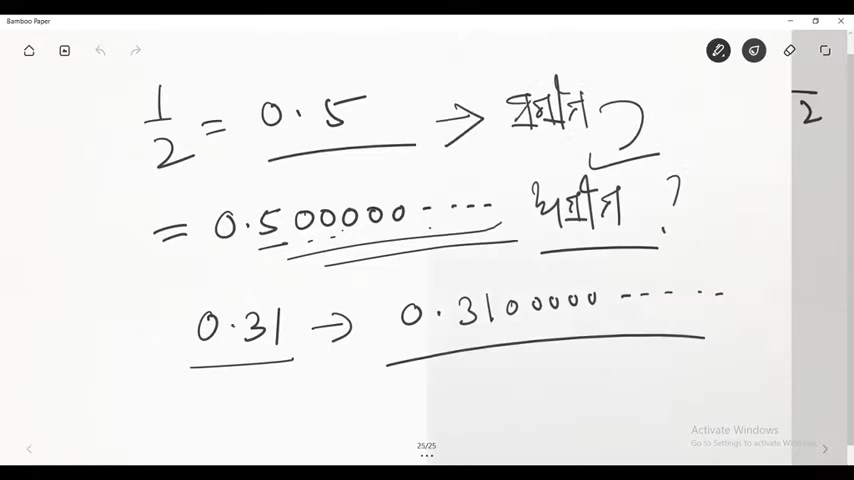 Bamboo Paper
1/2 = 0.5 → সসীম
2
= 0.500000 ..... অসীম ?
0.31 → 0.3100000 ------
25/25
Activate Windows
Go to Settings to activate Windows.